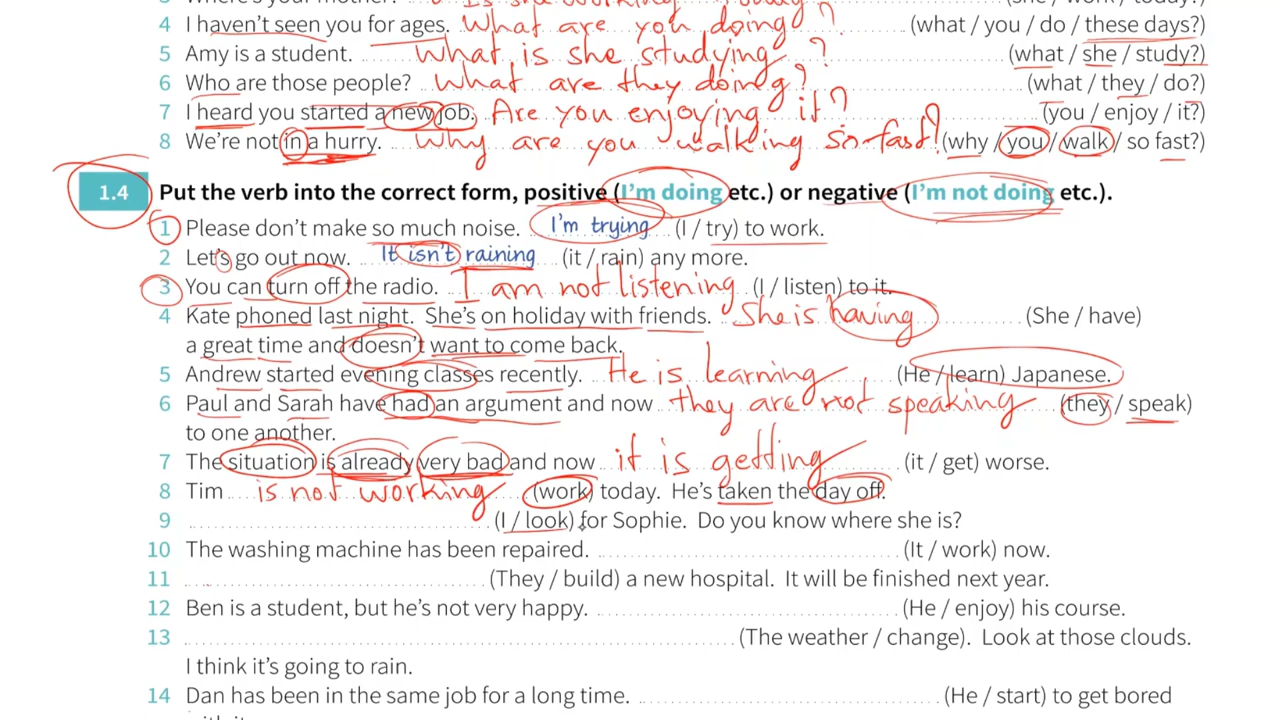 4 I haven't seen you for ages. What are you doing? (what / you / do / these days?)
5 Amy is a student. What is she studying? (what / she / study?)
6 Who are those people? What are they doing? (what / they / do?)
7 I heard you started a new job. Are you enjoying it? (you / enjoy / it?)
8 We're not in a hurry. Why are you walking so fast? (why / you / walk / so fast?)
1.4 Put the verb into the correct form, positive (I'm doing etc.) or negative (I'm not doing etc.).
1 Please don't make so much noise. I'm trying (I / try) to work.
2 Let's go out now. It isn't raining (it / rain) any more.
3 You can turn off the radio. I am not listening (I / listen) to it.
4 Kate phoned last night. She's on holiday with friends. She is having (She / have)
a great time and doesn't want to come back.
5 Andrew started evening classes recently. He is learning (He / learn) Japanese.
6 Paul and Sarah have had an argument and now they are not speaking (they / speak)
to one another.
7 The situation is already very bad and now it is getting (it / get) worse.
8 Tim is not working (work) today. He's taken the day off.
9 (I / look) for Sophie. Do you know where she is?
10 The washing machine has been repaired. (It / work) now.
11 (They / build) a new hospital. It will be finished next year.
12 Ben is a student, but he's not very happy. (He / enjoy) his course.
13 (The weather / change). Look at those clouds.
I think it's going to rain.
14 Dan has been in the same job for a long time. (He / start) to get bored